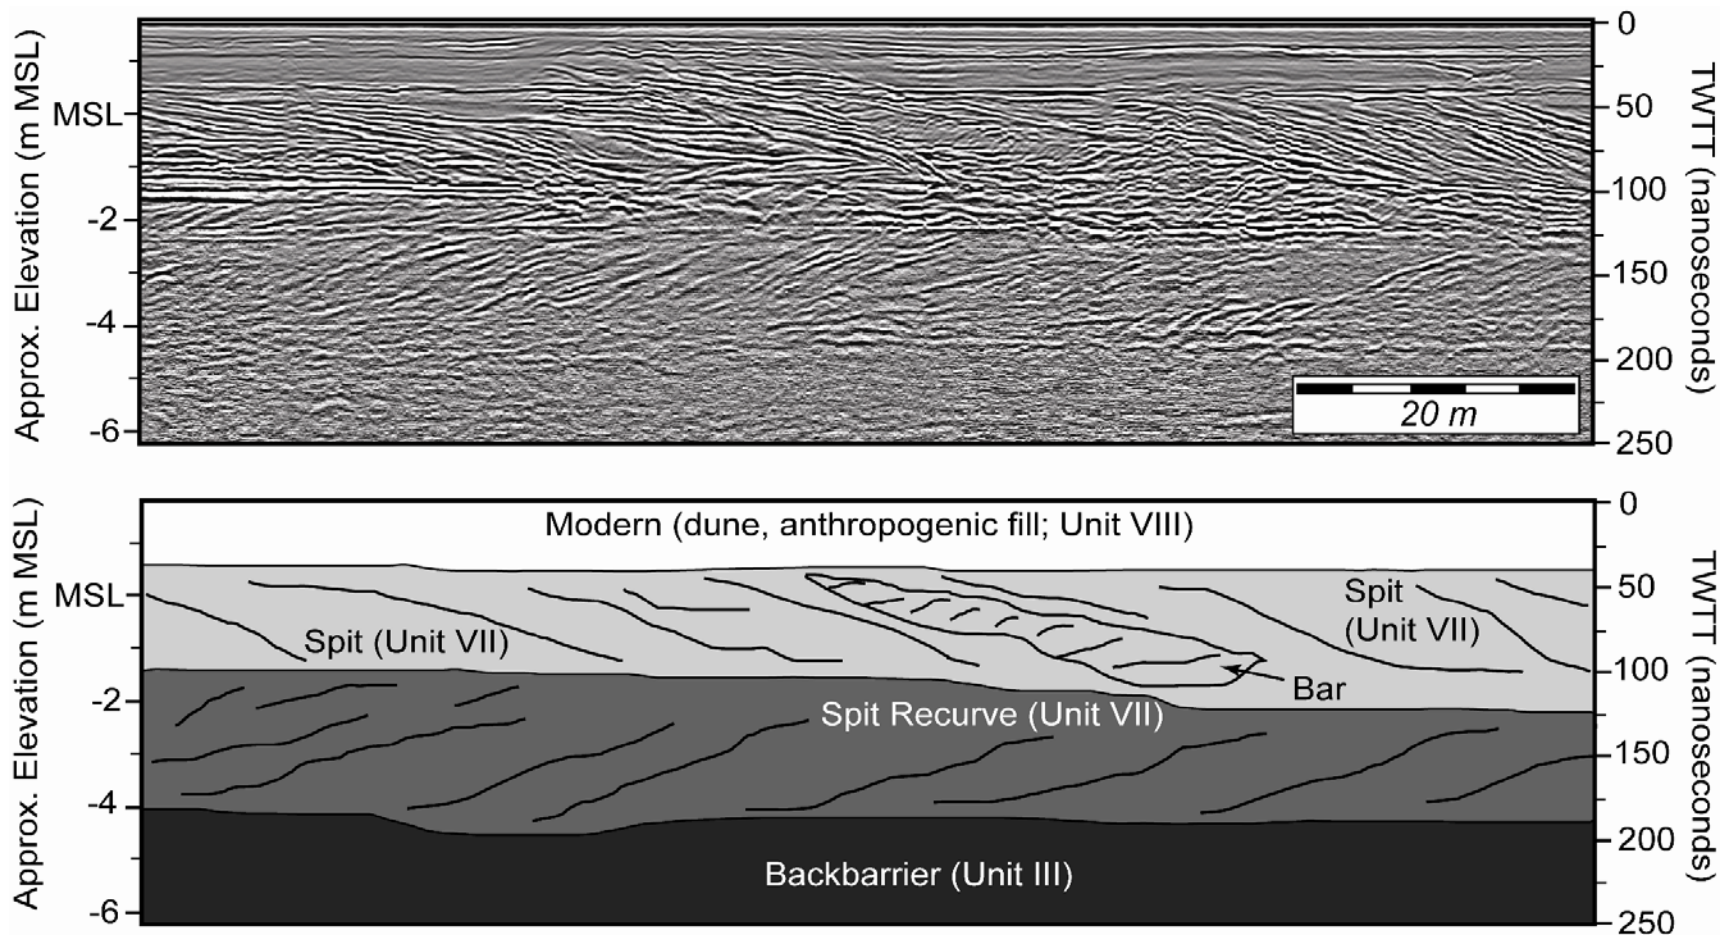 Approx. Elevation (m MSL)
MSL
-2
-4
-6
0
50
100
150
200
250
TWTT (nanoseconds)
20 m
Approx. Elevation (m MSL)
MSL
-2
-4
-6
Modern (dune, anthropogenic fill; Unit VIII)
Spit (Unit VII)
Spit
(Unit VII)
Bar
Spit Recurve (Unit VII)
Backbarrier (Unit III)
0
50
100
150
200
250
TWTT (nanoseconds)